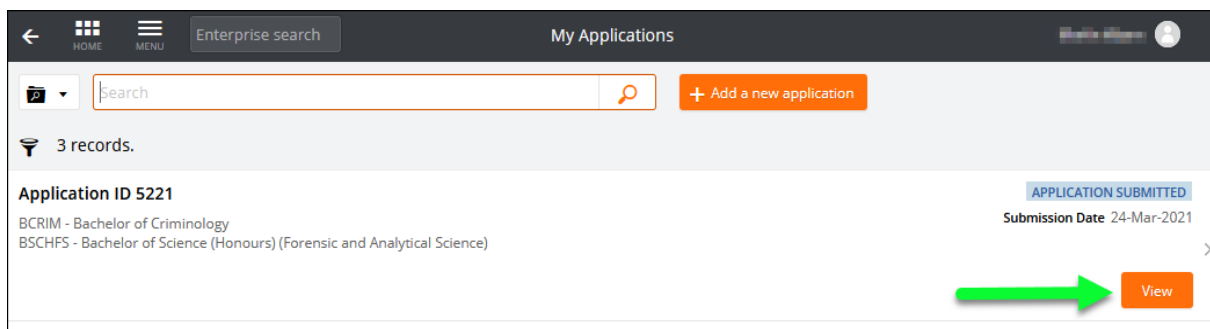 HOME
MENU
Enterprise search
My Applications
Search
+ Add a new application
3 records.
Application ID 5221
APPLICATION SUBMITTED
BCRIM - Bachelor of Criminology
Submission Date 24-Mar-2021
BSCHFS - Bachelor of Science (Honours) (Forensic and Analytical Science)
View